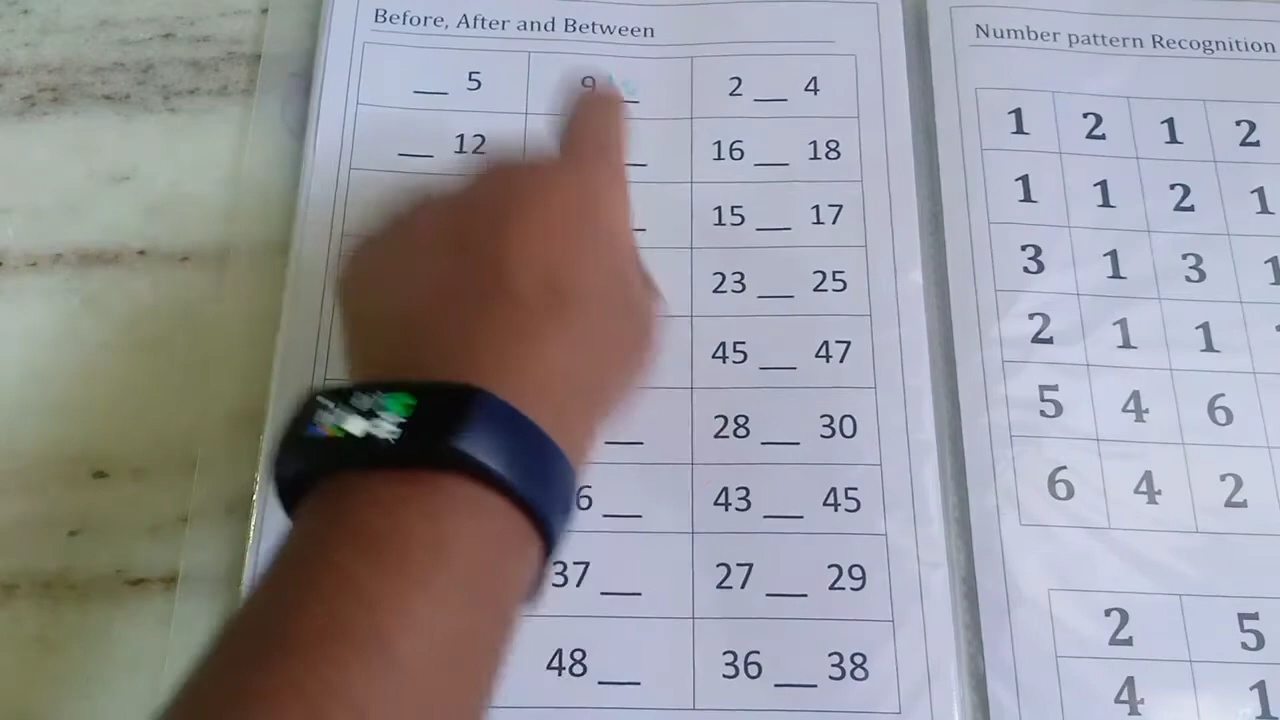 Before, After and Between
__ 5 9 __ 2 __ 4
__ 12 __ 16 __ 18
__ 15 __ 17
23 __ 25
45 __ 47
__ 28 __ 30
6 __ 43 __ 45
37 __ 27 __ 29
48 __ 36 __ 38
Number pattern Recognition
1 2 1 2
1 1 2 1
3 1 3 1
2 1 1
5 4 6
6 4 2
2 5
4 1